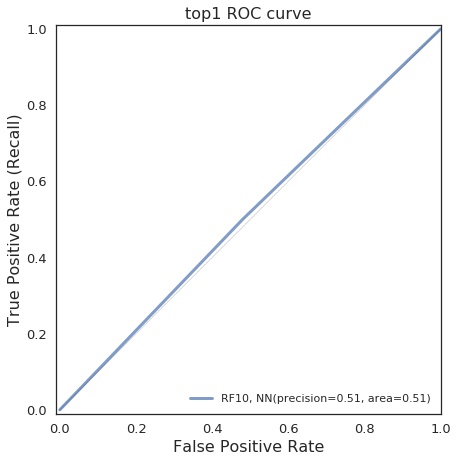 top1 ROC curve
True Positive Rate (Recall)
1.0
0.8
0.6
0.4
0.2
0.0
RF10, NN(precision=0.51, area=0.51)
0.0 0.2 0.4 0.6 0.8 1.0
False Positive Rate